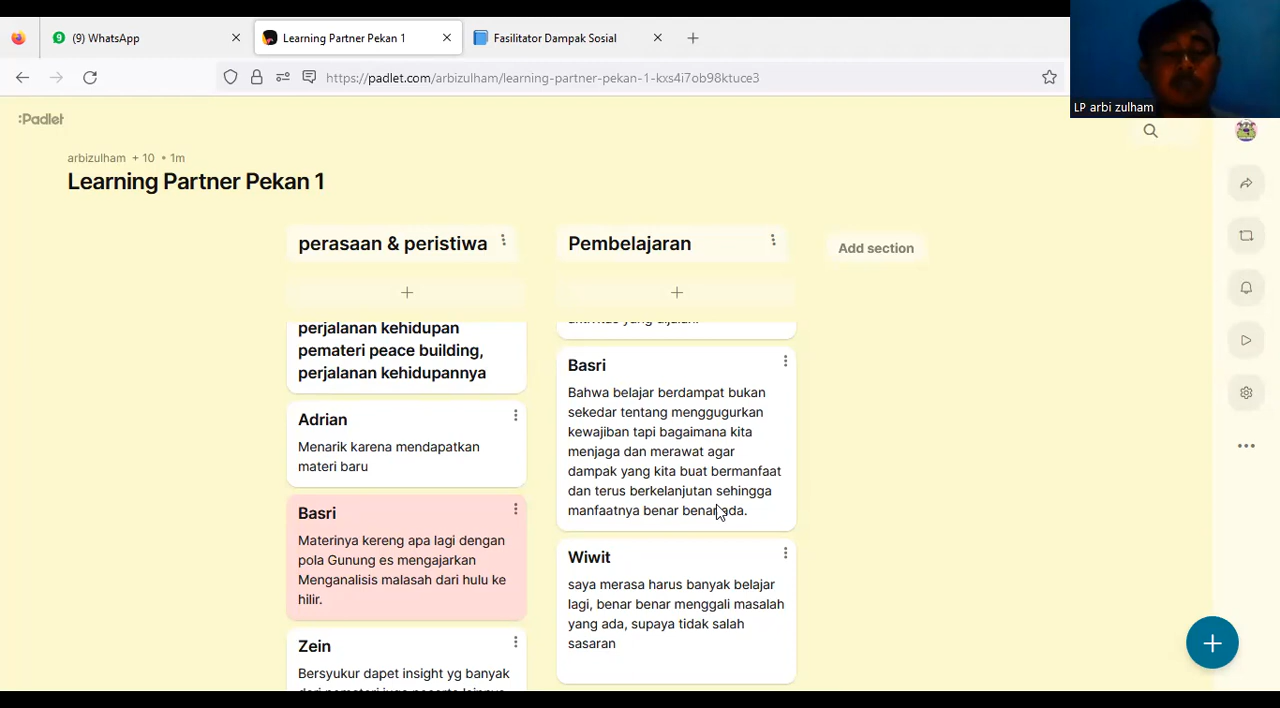 (9) WhatsApp
Learning Partner Pekan 1
Fasilitator Dampak Sosial
https://padlet.com/arbizulham/learning-partner-pekan-1-kxs4i7ob98ktuce3
LP arbi zulham
:Padlet
arbizulham + 10 • 1m
Learning Partner Pekan 1
perasaan & peristiwa
perjalanan kehidupan
pemateri peace building,
perjalanan kehidupannya
Adrian
Menarik karena mendapatkan
materi baru
Basri
Materinya kereng apa lagi dengan
pola Gunung es mengajarkan
Menganalisis malasah dari hulu ke
hilir.
Zein
Bersyukur dapet insight yg banyak
Pembelajaran
Basri
Bahwa belajar berdampat bukan
sekedar tentang menggugurkan
kewajiban tapi bagaimana kita
menjaga dan merawat agar
dampak yang kita buat bermanfaat
dan terus berkelanjutan sehingga
manfaatnya benar benar ada.
Wiwit
saya merasa harus banyak belajar
lagi, benar benar menggali masalah
yang ada, supaya tidak salah
sasaran
Add section